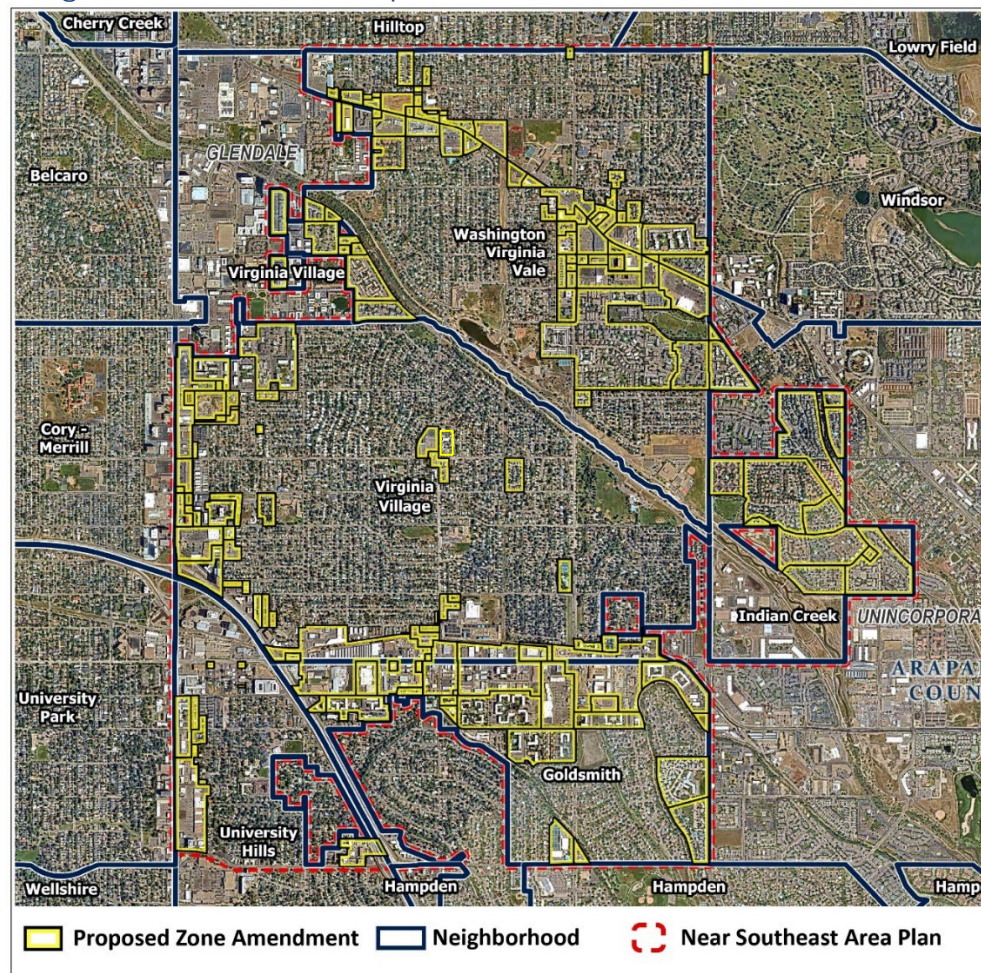 Cherry Creek
Hilltop
Lowry Field
GLENDALE
Belcaro
Windsor
Washington
Virginia
Vale
Virginia Village
Cory -
Merrill
Virginia
Village
Indian Creek
UNINCORPORA
ARAPA
COUN
University
Park
Goldsmith
University
Hills
Wellshire
Hampden
Hampden
Hamp
Proposed Zone Amendment
Neighborhood
Near Southeast Area Plan